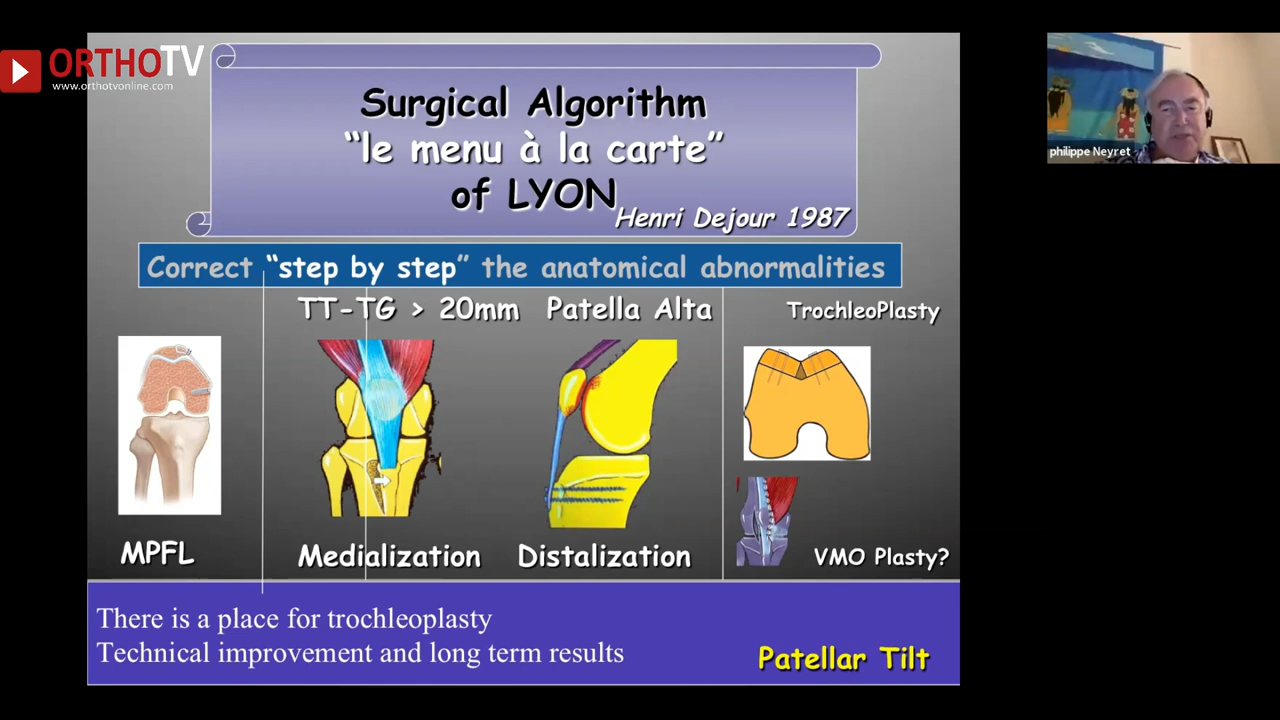 ORTHOTV
www.orthotvonline.com
philippe Neyret
Surgical Algorithm
“le menu à la carte”
of LYON
Henri Dejour 1987
Correct “step by step” the anatomical abnormalities
TT-TG > 20mm Patella Alta TrochleoPlasty
MPFL Medialization Distalization VMO Plasty?
There is a place for trochleoplasty
Technical improvement and long term results
Patellar Tilt